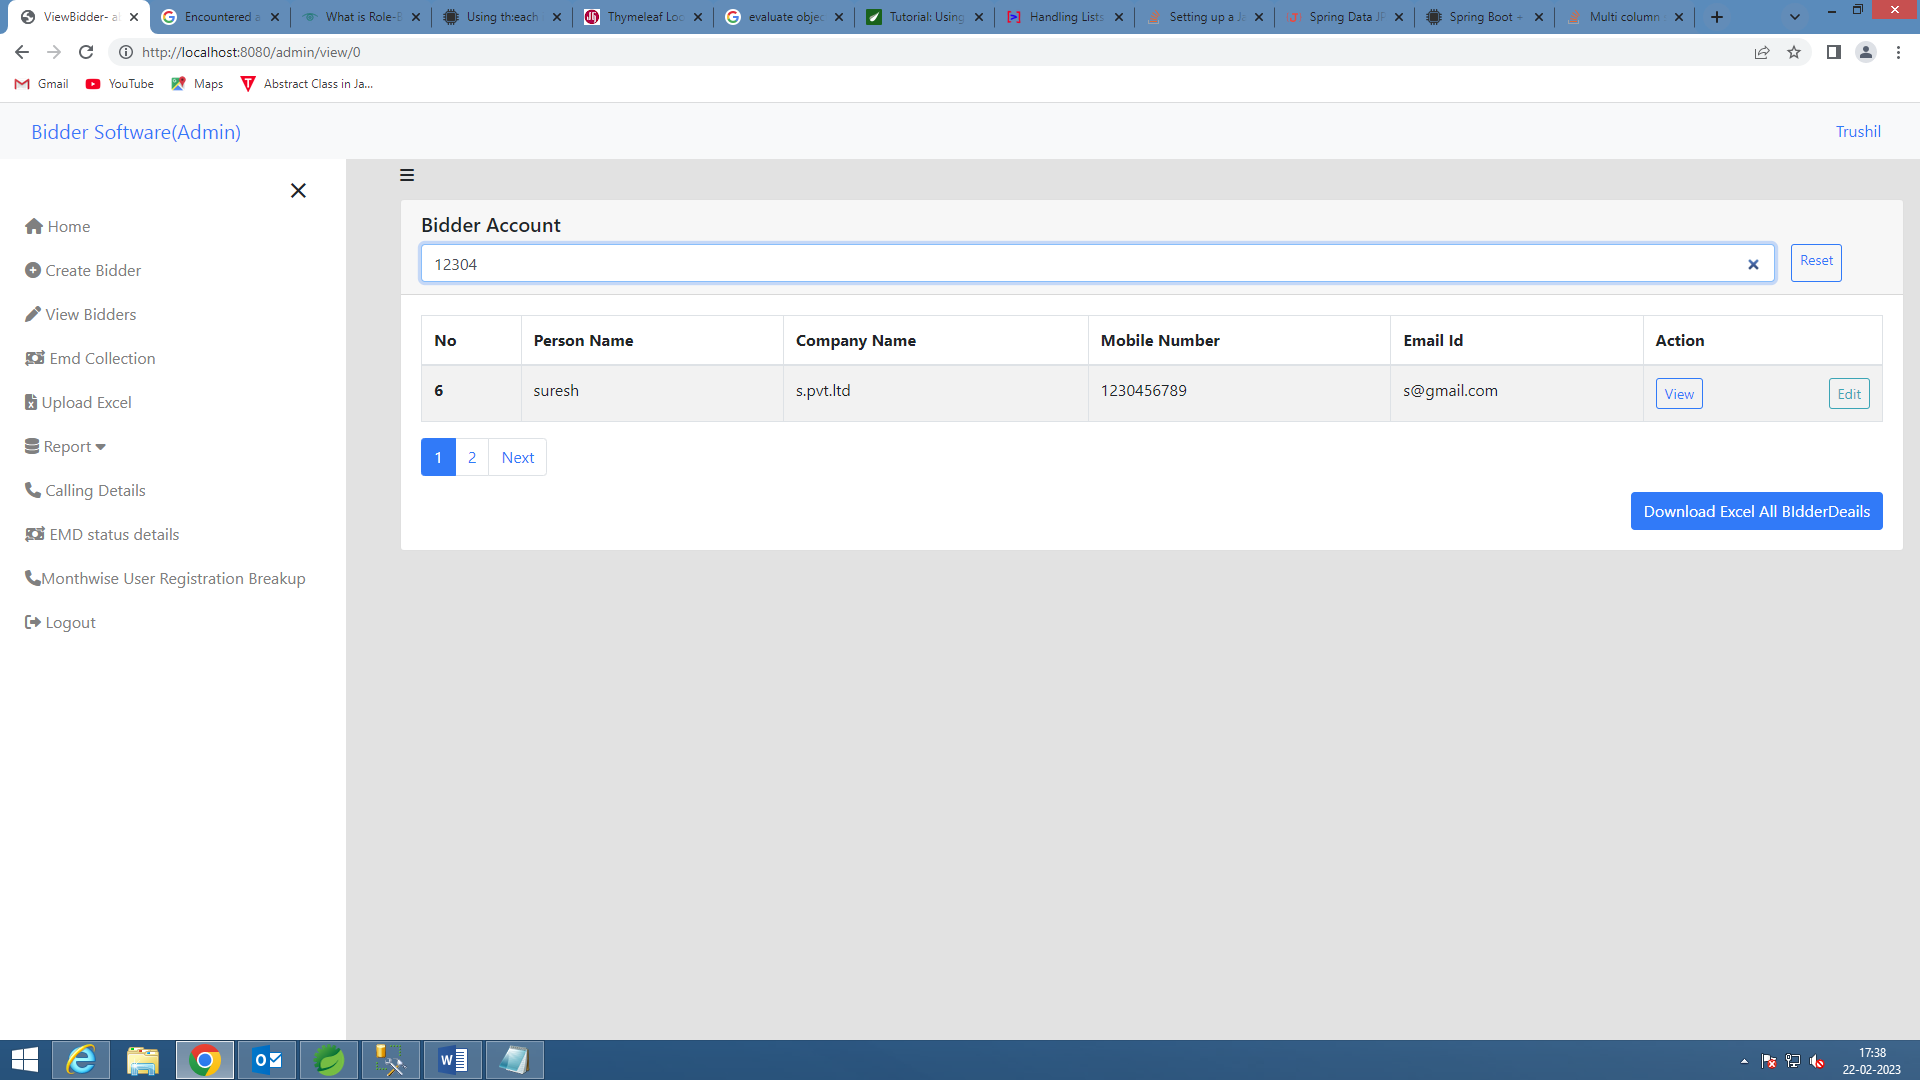 ViewBidder- a
Encountered a
What is Role-B
Using th:each
Thymeleaf Loo
evaluate objec
Tutorial: Using
Handling Lists
Setting up a Ja
Spring Data JP
Spring Boot +
Multi column
http://localhost:8080/admin/view/0
Gmail YouTube Maps Abstract Class in Ja...
Bidder Software(Admin)
Trushil
Home
Create Bidder
View Bidders
Emd Collection
Upload Excel
Report
Calling Details
EMD status details
Monthwise User Registration Breakup
Logout
Bidder Account
12304
Reset
No Person Name Company Name Mobile Number Email Id Action
6 suresh s.pvt.ltd 1230456789 s@gmail.com View Edit
1 2 Next
Download Excel All BIdderDeails
17:38
22-02-2023